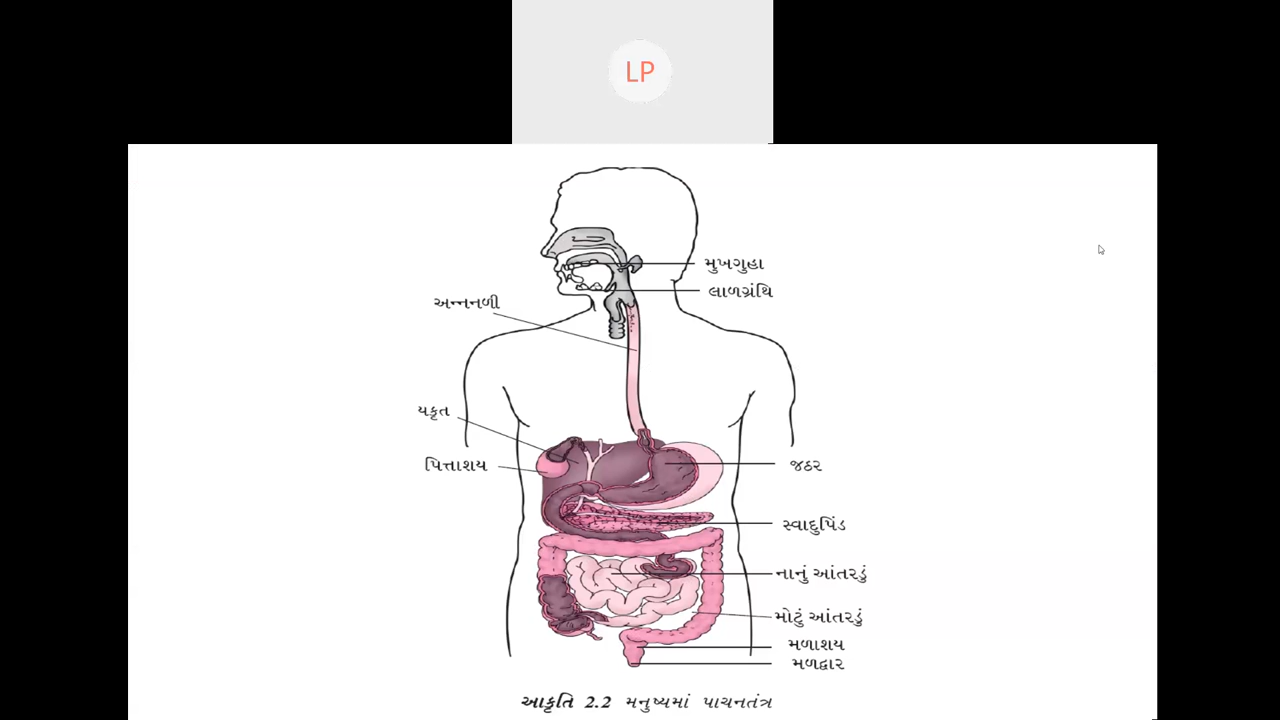 LP
મુખગુહા
લાળગ્રંથિ
અન્નનળી
યકૃત
પિત્તાશય
જઠર
સ્વાદુપિંડ
નાનું આંતરડું
મોટું આંતરડું
મળાશય
મળદ્વાર
આકૃતિ 2.2 મનુષ્યમાં પાચનતંત્ર